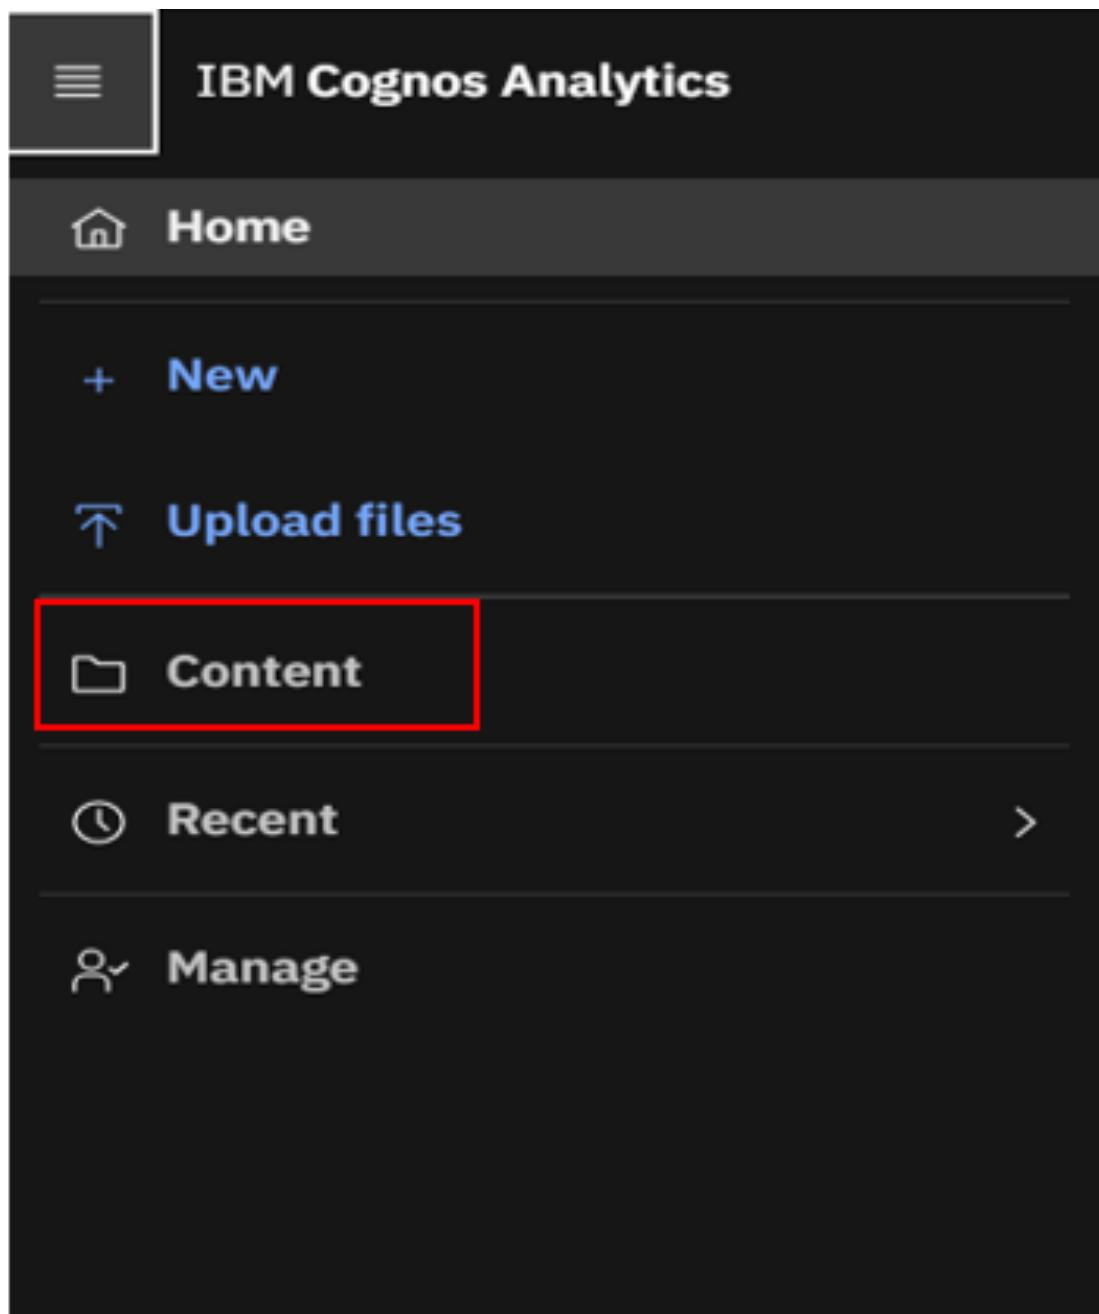 IBM Cognos Analytics
Home
New
Upload files
Content
Recent
Manage